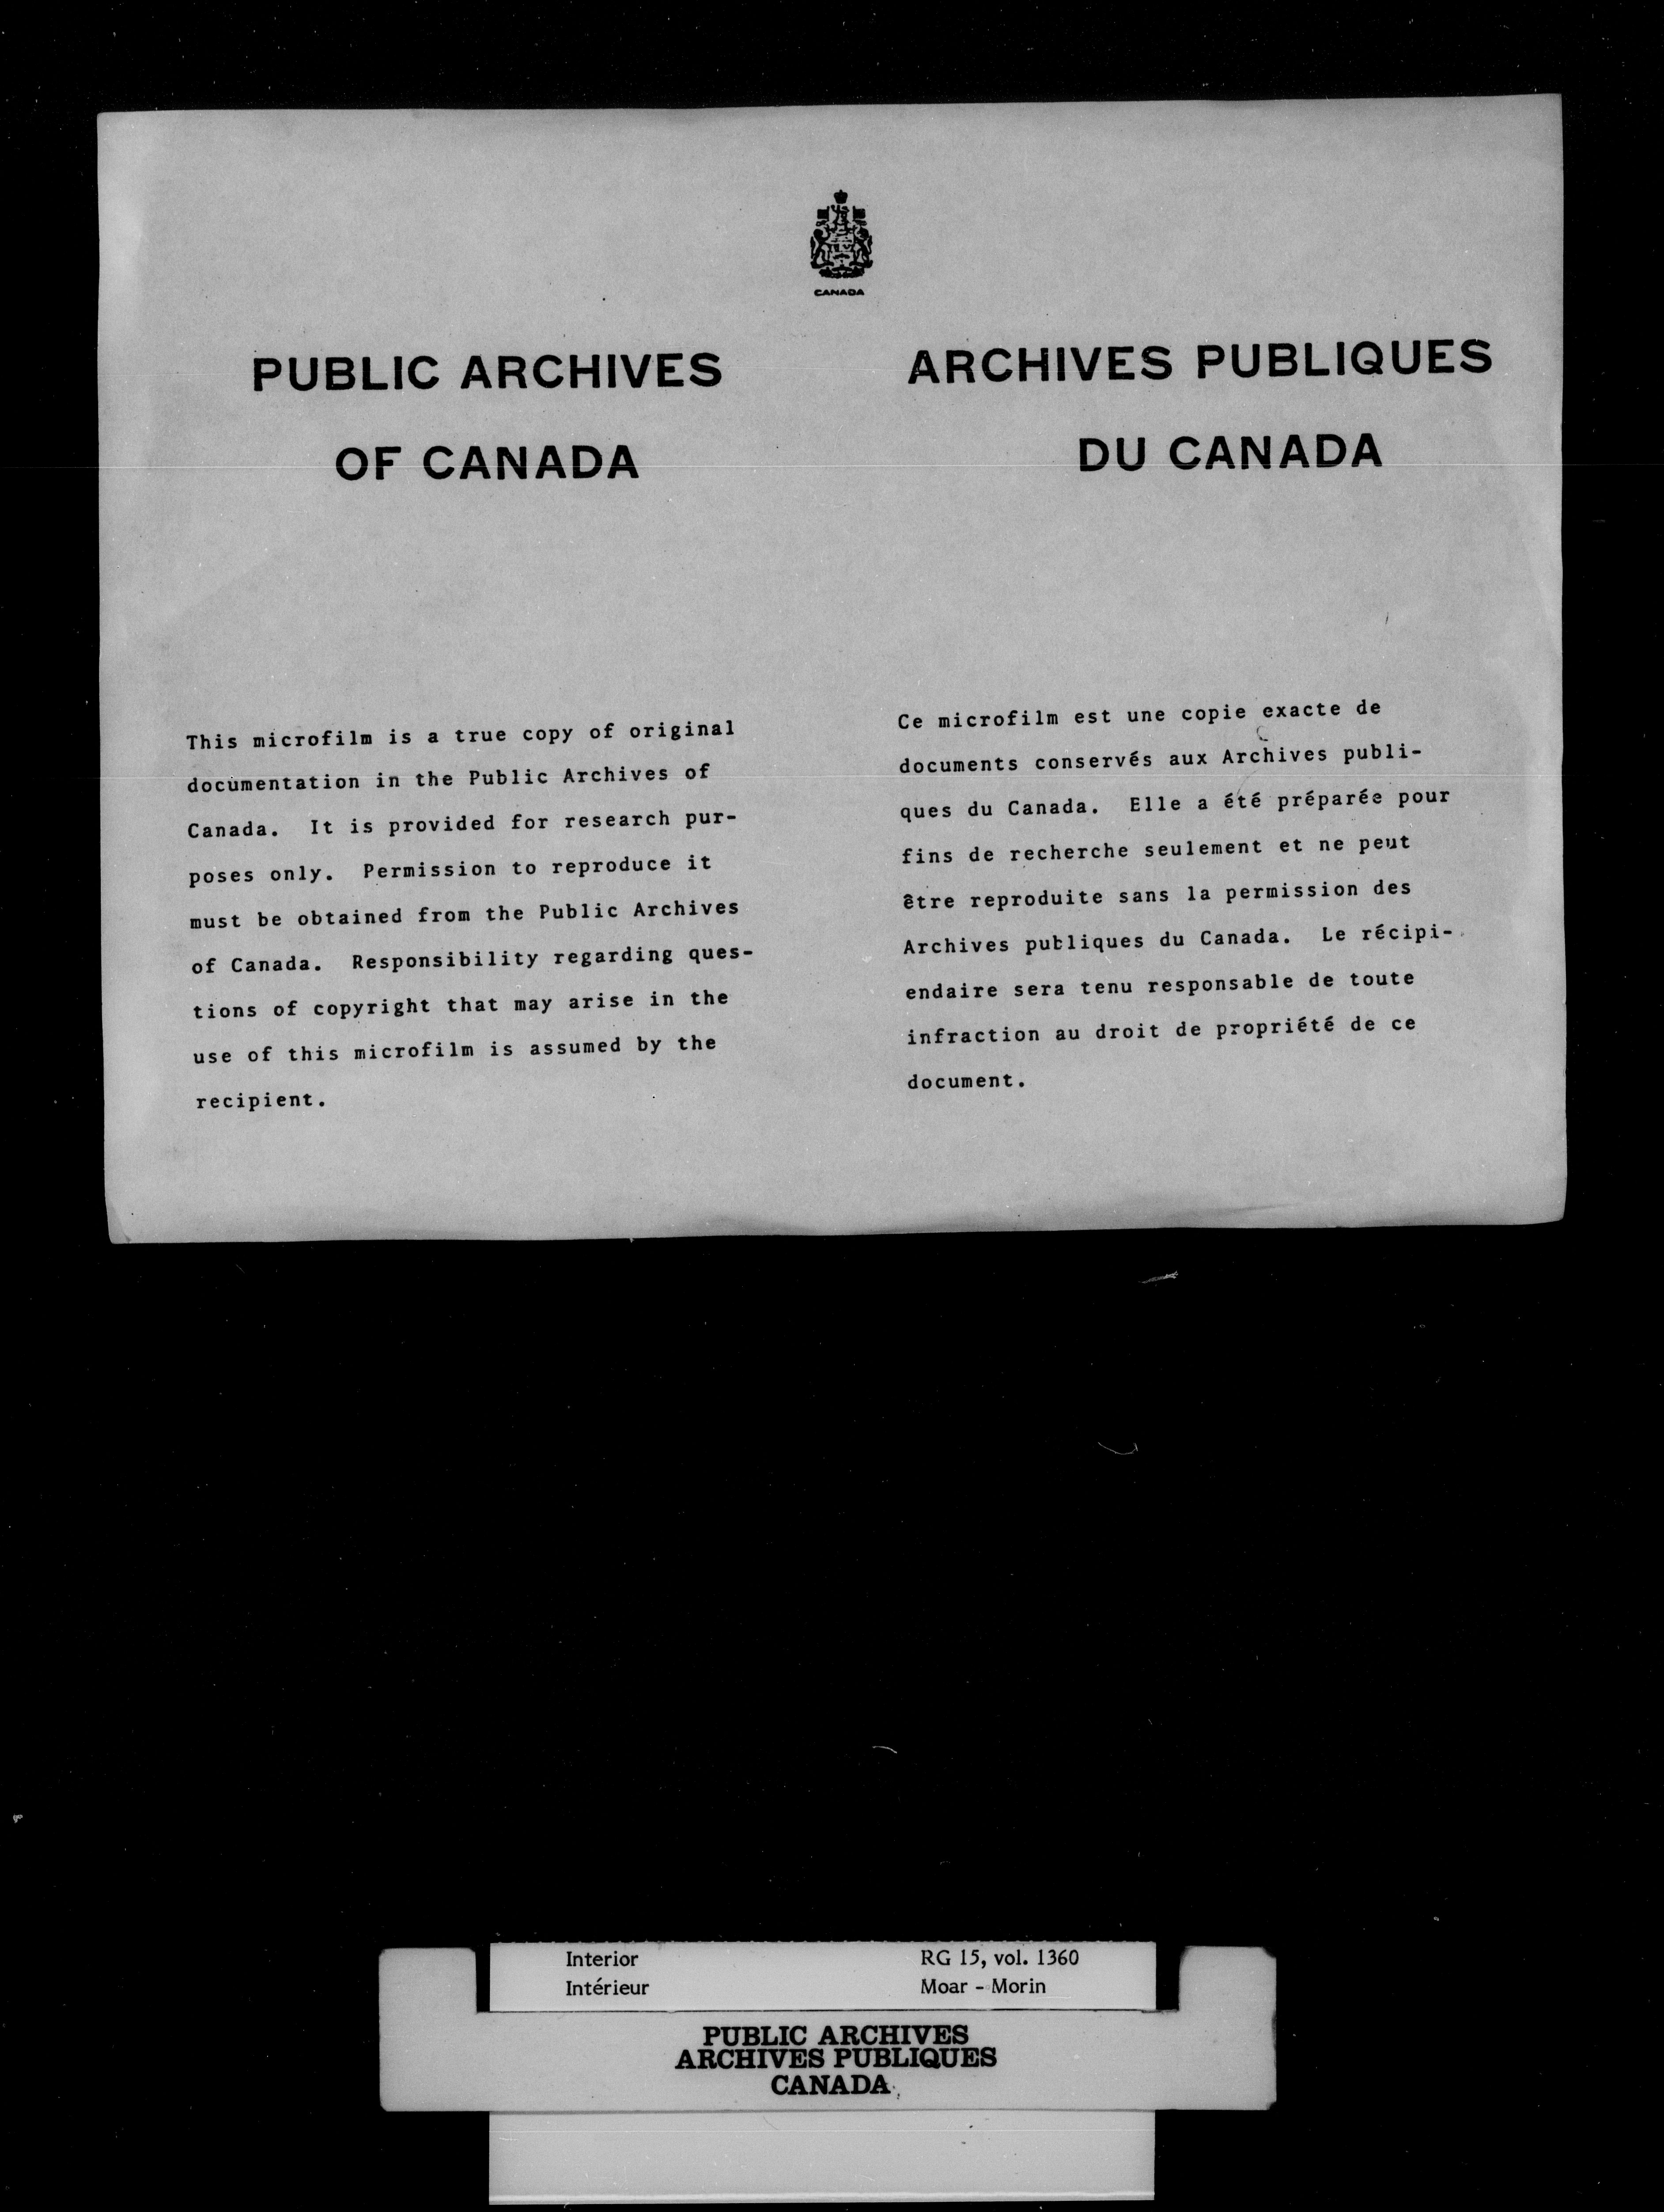 CANADA
PUBLIC ARCHIVES
OF CANADA
This microfilm is a true copy of original
documentation in the Public Archives of
Canada. It is provided for research pur-
poses only. Permission to reproduce it
must be obtained from the Public Archives
of Canada. Responsibility regarding ques-
tions of copyright that may arise in the
use of this microfilm is assumed by the
recipient.
ARCHIVES PUBLIQUES
DU CANADA
Ce microfilm est une copie exacte de
documents conservés aux Archives publi-
ques du Canada. Elle a été préparée pour
fins de recherche seulement et ne peut
être reproduite sans la permission des
Archives publiques du Canada. Le récipi-
endaire sera tenu responsable de toute
infraction au droit de propriété de ce
document.
Interior RG 15, vol. 1360
Intérieur Moar - Morin
PUBLIC ARCHIVES
ARCHIVES PUBLIQUES
CANADA